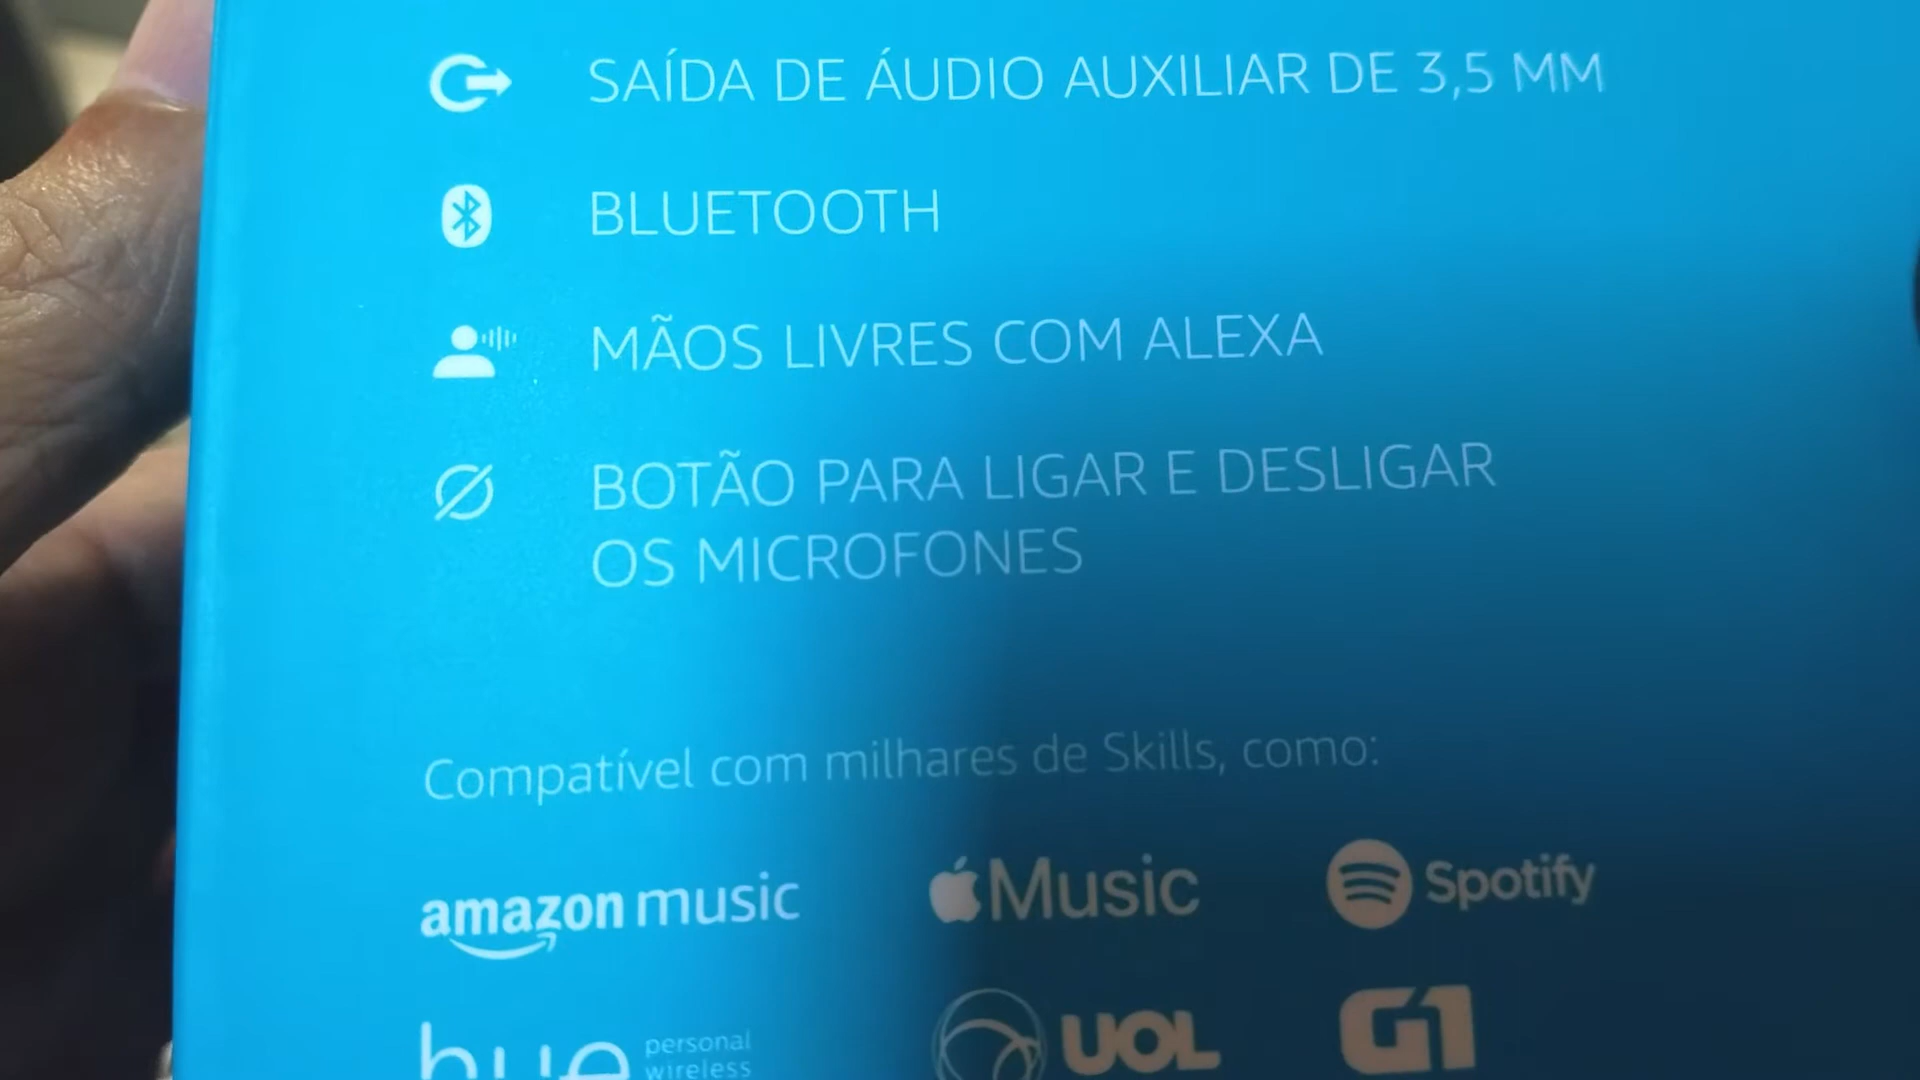 SAÍDA DE ÁUDIO AUXILIAR DE 3,5 MM
BLUETOOTH
MÃOS LIVRES COM ALEXA
BOTÃO PARA LIGAR E DESLIGAR
OS MICROFONES
Compatível com milhares de Skills, como:
amazon music
Music
Spotify
hue personal
wireless
UOL
G1